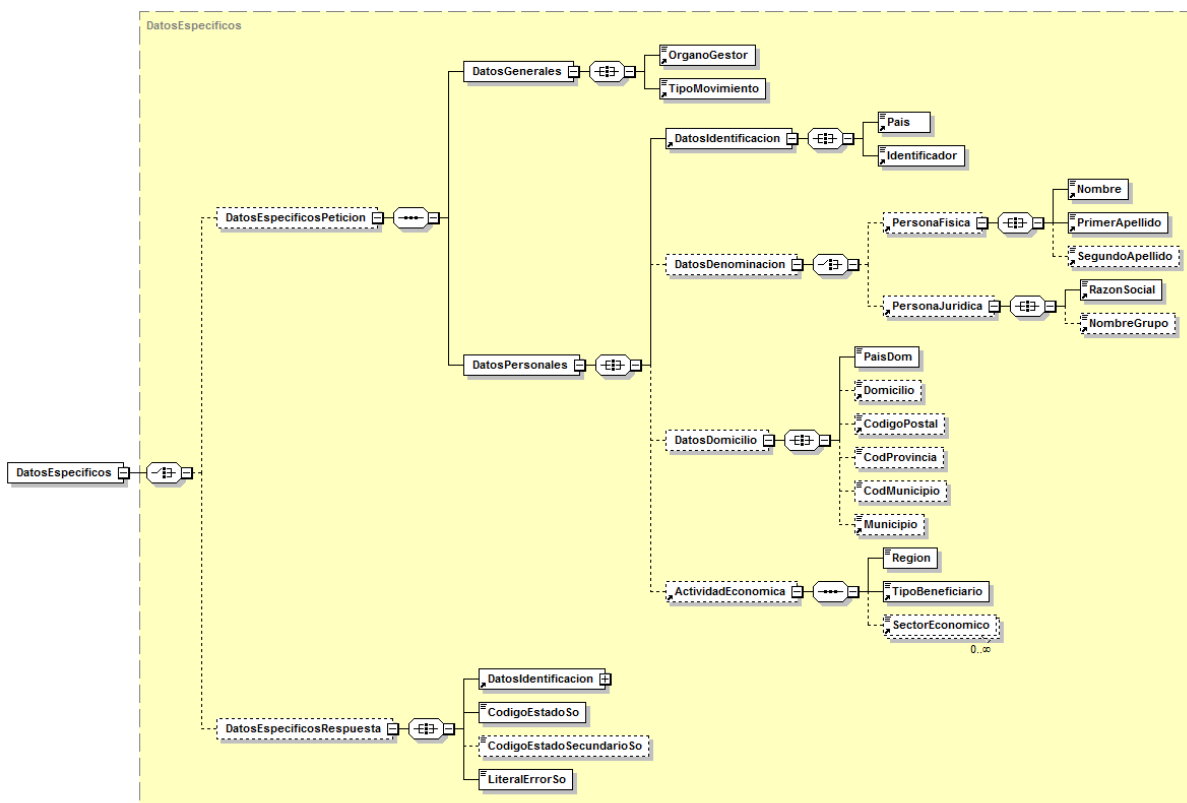 DatosEspecificos
OrganoGestor
DatosGenerales
TipoMovimiento
Pais
DatosIdentificacion
Identificador
Nombre
DatosEspecificosPeticion
PersonaFisica
PrimerApellido
SegundoApellido
DatosDenominacion
RazonSocial
PersonaJuridica
NombreGrupo
PaisDom
DatosPersonales
Domicilio
CodigoPostal
DatosDomicilio
CodProvincia
DatosEspecificos
CodMunicipio
Municipio
Region
ActividadEconomica
TipoBeneficiario
SectorEconomico
0..∞
DatosIdentificacion
CodigoEstadoSo
DatosEspecificosRespuesta
CodigoEstadoSecundarioSo
LiteralErrorSo